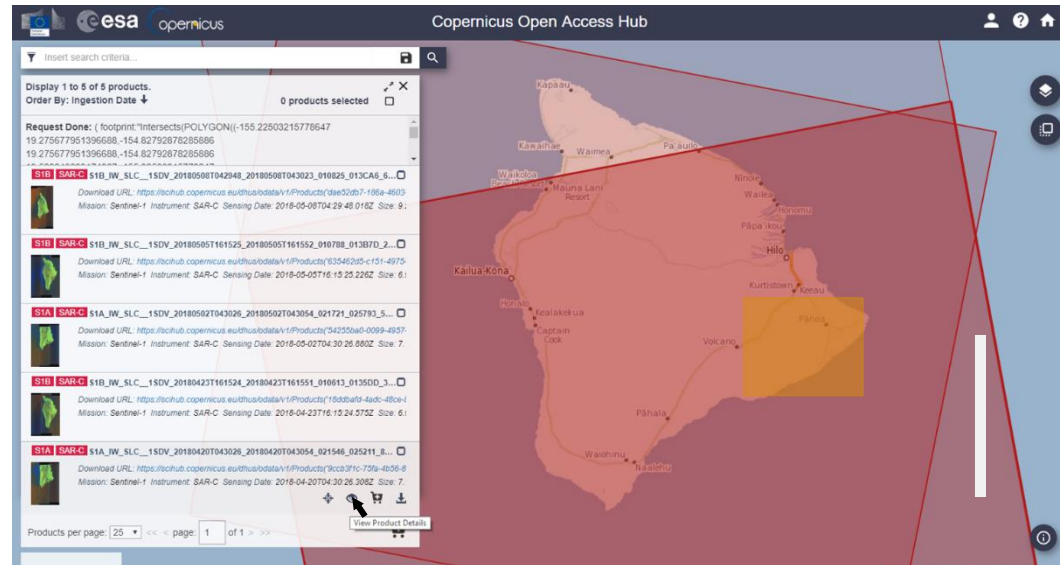 esa opernicus
Copernicus Open Access Hub
Insert search criteria...
Display 1 to 5 of 5 products.
Order By: Ingestion Date
0 products selected
Request Done: ( footprint:"Intersects(POLYGON((-155.22503215778647
19.275677951396688,-154.82792878285886
19.275677951396688,-154.82792878285886
S1B SAR-C S1B_IW_SLC__1SDV_20180508T042948_20180508T043023_010825_013CA6_6...
Download URL: https://scihub.copernicus.eu/dhus/odata/v1/Products('dae52db7-186a-4603-
Mission: Sentinel-1 Instrument: SAR-C Sensing Date: 2018-05-08T04:29:48.016Z Size: 9.
S1B SAR-C S1B_IW_SLC__1SDV_20180505T161525_20180505T161552_010788_013B7D_2...
Download URL: https://scihub.copernicus.eu/dhus/odata/v1/Products('635462d5-c151-4975-
Mission: Sentinel-1 Instrument: SAR-C Sensing Date: 2018-05-05T16:15:25.226Z Size: 6.
S1A SAR-C S1A_IW_SLC__1SDV_20180502T043026_20180502T043054_021721_025793_5...
Download URL: https://scihub.copernicus.eu/dhus/odata/v1/Products('54255ba0-0099-4957-
Mission: Sentinel-1 Instrument: SAR-C Sensing Date: 2018-05-02T04:30:26.880Z Size: 7.
S1B SAR-C S1B_IW_SLC__1SDV_20180423T161524_20180423T161551_010613_0135DD_3...
Download URL: https://scihub.copernicus.eu/dhus/odata/v1/Products('18ddbafd-4adc-48ce-
Mission: Sentinel-1 Instrument: SAR-C Sensing Date: 2018-04-23T16:15:24.575Z Size: 6.
S1A SAR-C S1A_IW_SLC__1SDV_20180420T043026_20180420T043054_021546_025211_8...
Download URL: https://scihub.copernicus.eu/dhus/odata/v1/Products('9ccb3f1c-75fa-4b56-8
Mission: Sentinel-1 Instrument: SAR-C Sensing Date: 2018-04-20T04:30:26.308Z Size: 7.
View Product Details
Products per page: 25 << < page: 1 of 1 > >>
Kapaau
Kawaihae
Waimea
Pa'auilo
Waikoloa
Mauna Lani
Resort
Ninole
Wailea
Honomu
Pāpa'ikou
Hilo
Kailua-Kona
Kurtistown
Keeau
Honalo
Kealakekua
Captain
Cook
Pāhoa
Volcano
Pāhala
Waiohinu
Naalehu